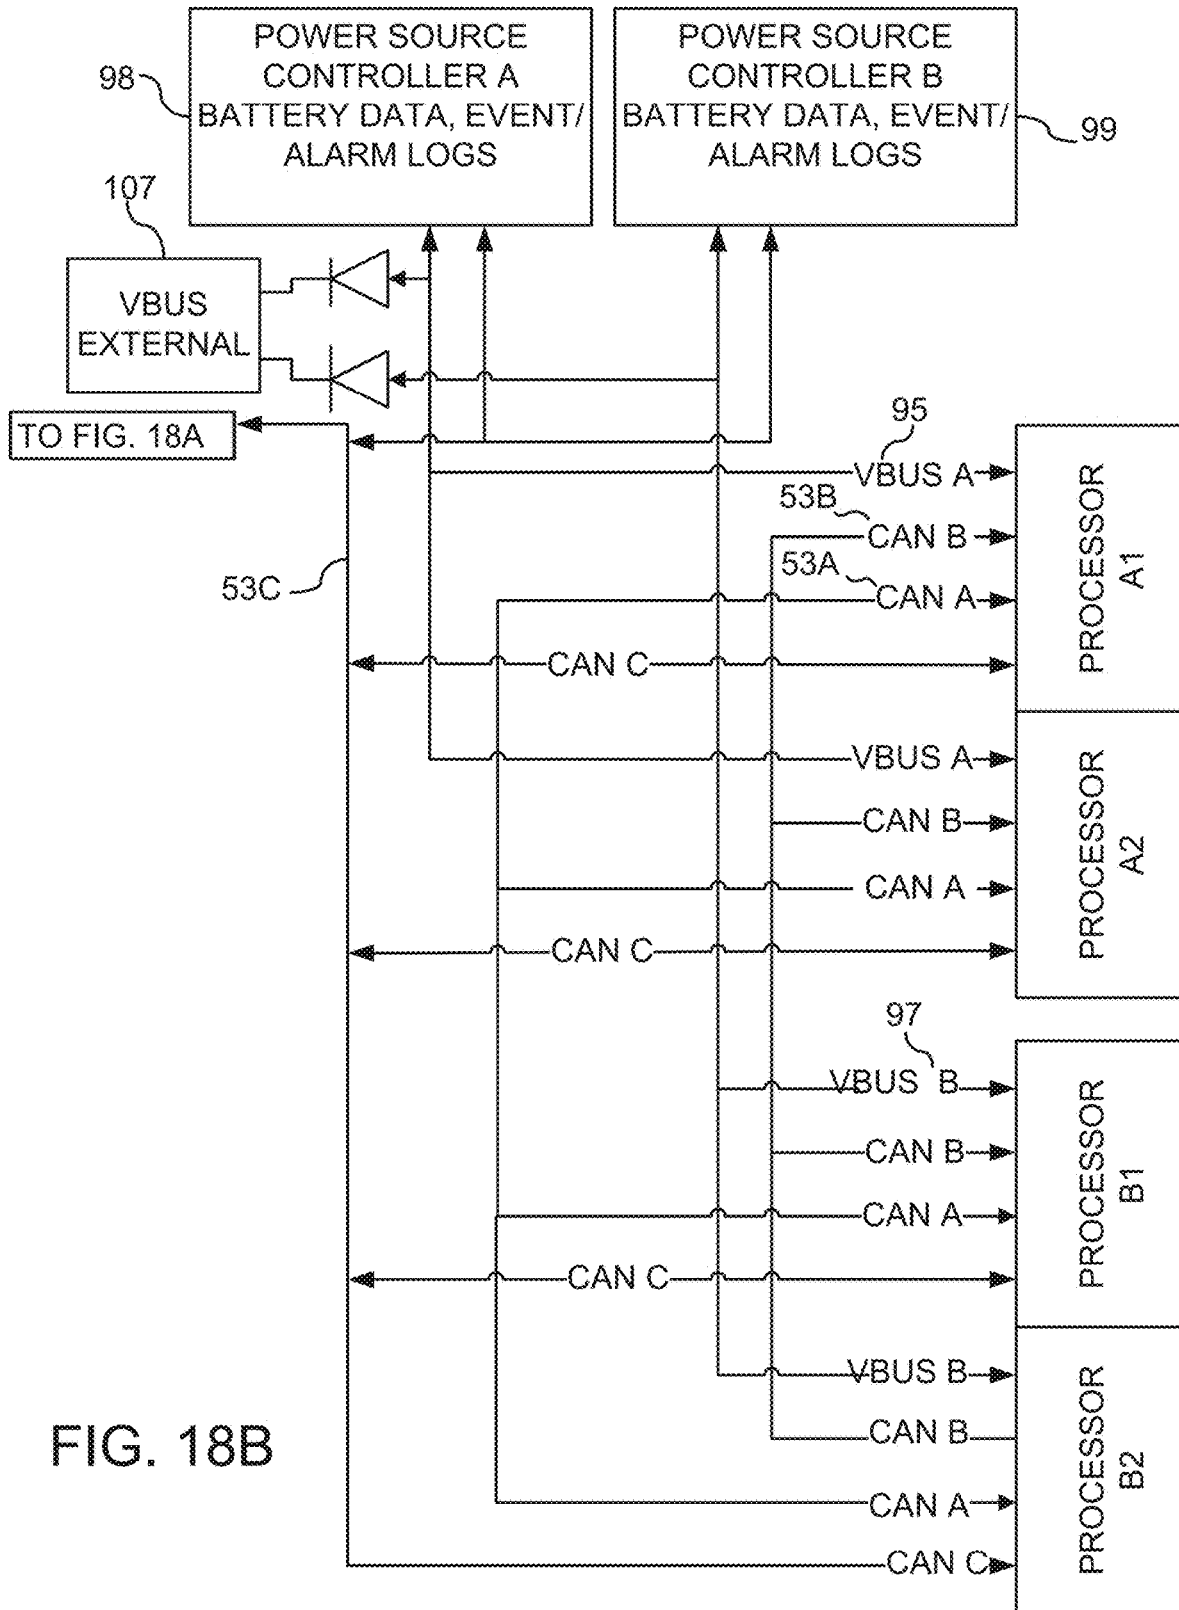 POWER SOURCE
CONTROLLER A
BATTERY DATA, EVENT/
ALARM LOGS
98
POWER SOURCE
CONTROLLER B
BATTERY DATA, EVENT/
ALARM LOGS
99
107
VBUS
EXTERNAL
TO FIG. 18A
95
VBUS A
53B
CAN B
53A
CAN A
53C
CAN C
PROCESSOR
A1
VBUS A
CAN B
CAN A
CAN C
PROCESSOR
A2
97
VBUS B
CAN B
CAN A
CAN C
PROCESSOR
B1
VBUS B
CAN B
CAN A
CAN C
PROCESSOR
B2
FIG. 18B